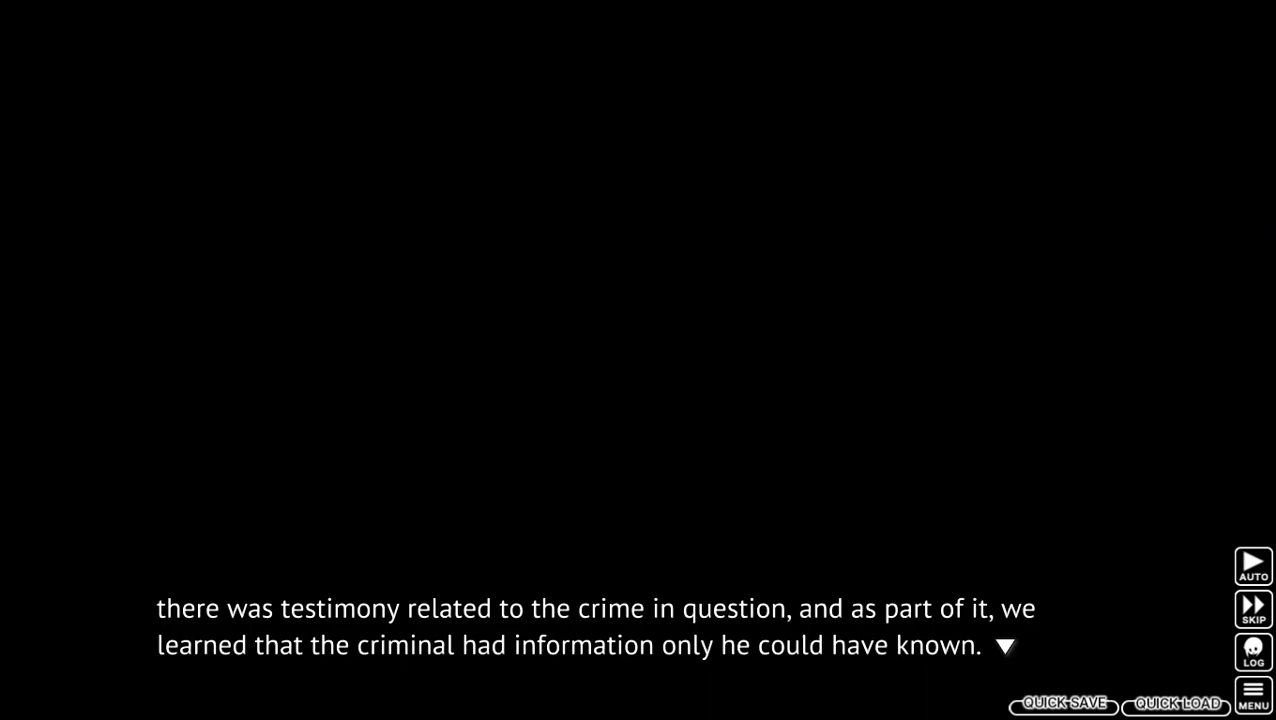 there was testimony related to the crime in question, and as part of it, we
learned that the criminal had information only he could have known.
AUTO
SKIP
LOG
MENU
QUICK SAVE QUICK LOAD